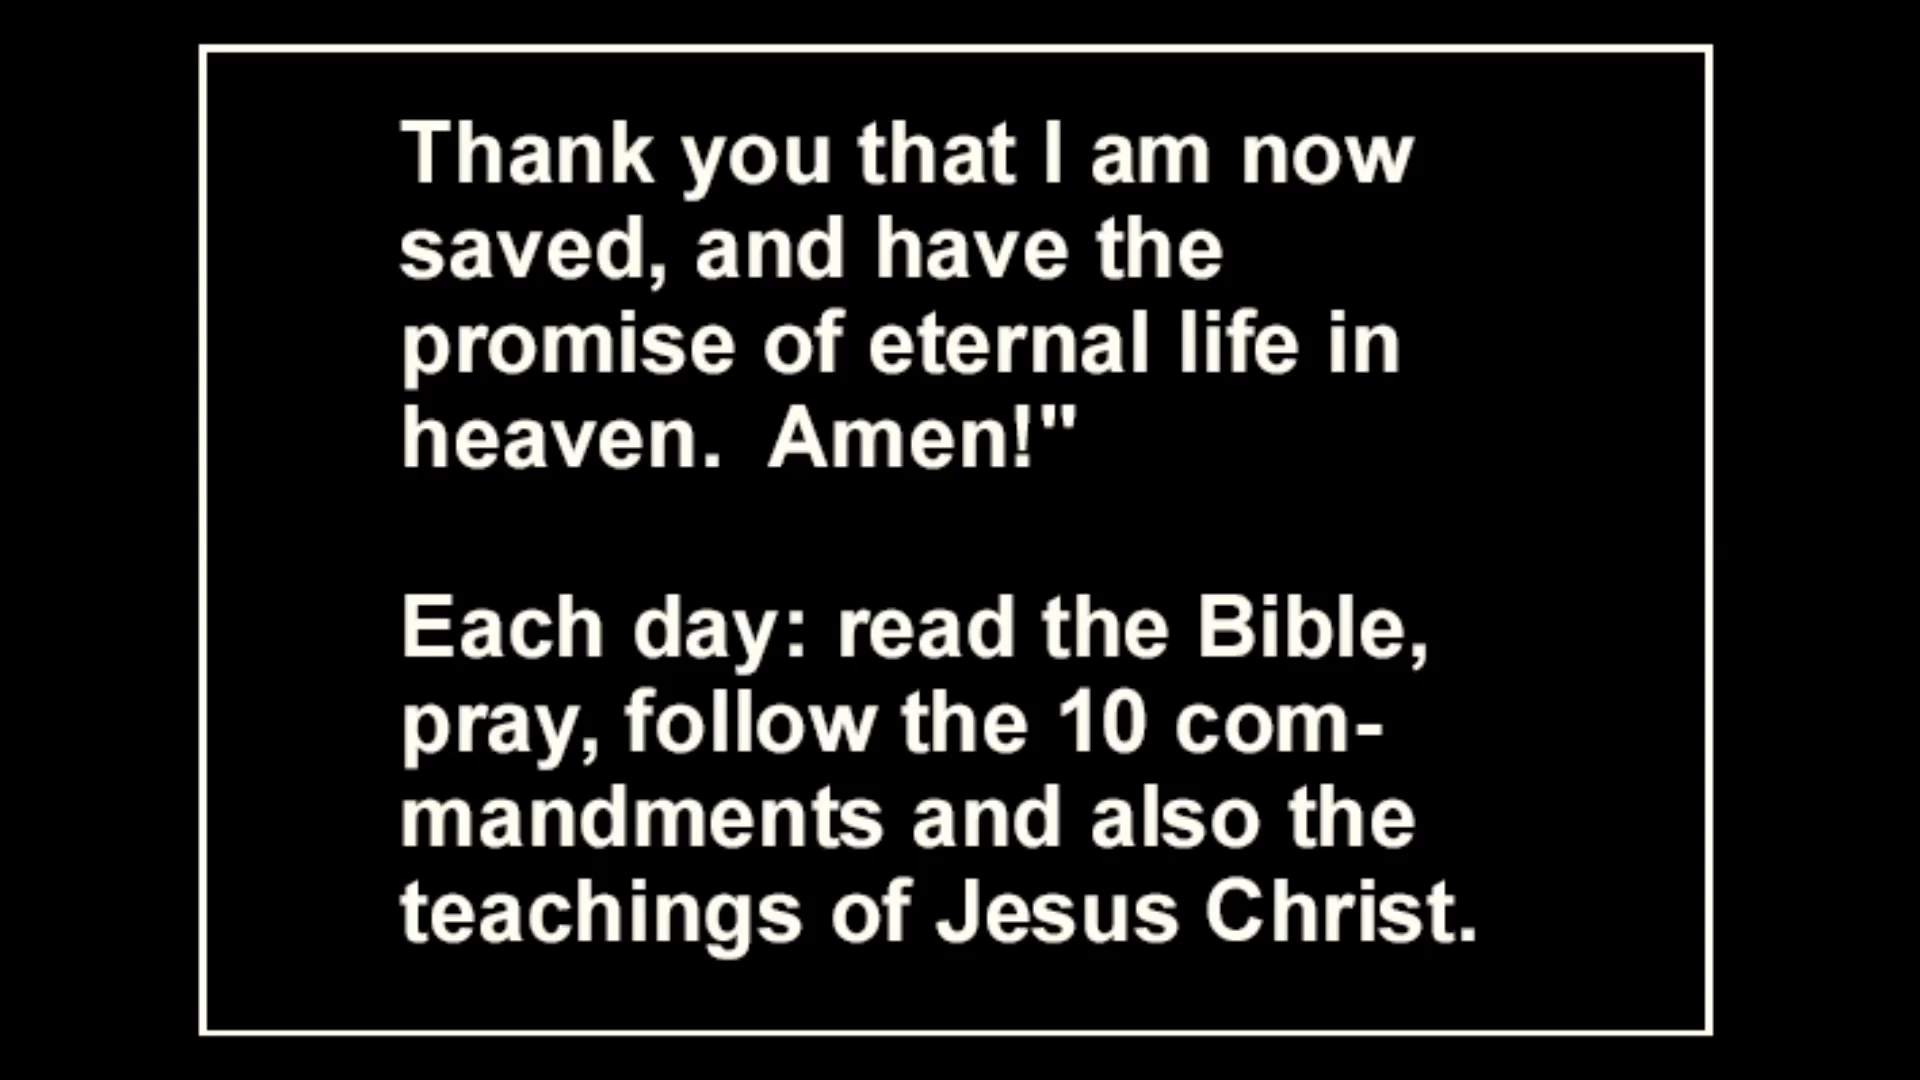 Thank you that I am now
saved, and have the
promise of eternal life in
heaven.  Amen!"
Each day: read the Bible,
pray, follow the 10 com-
mandments and also the
teachings of Jesus Christ.